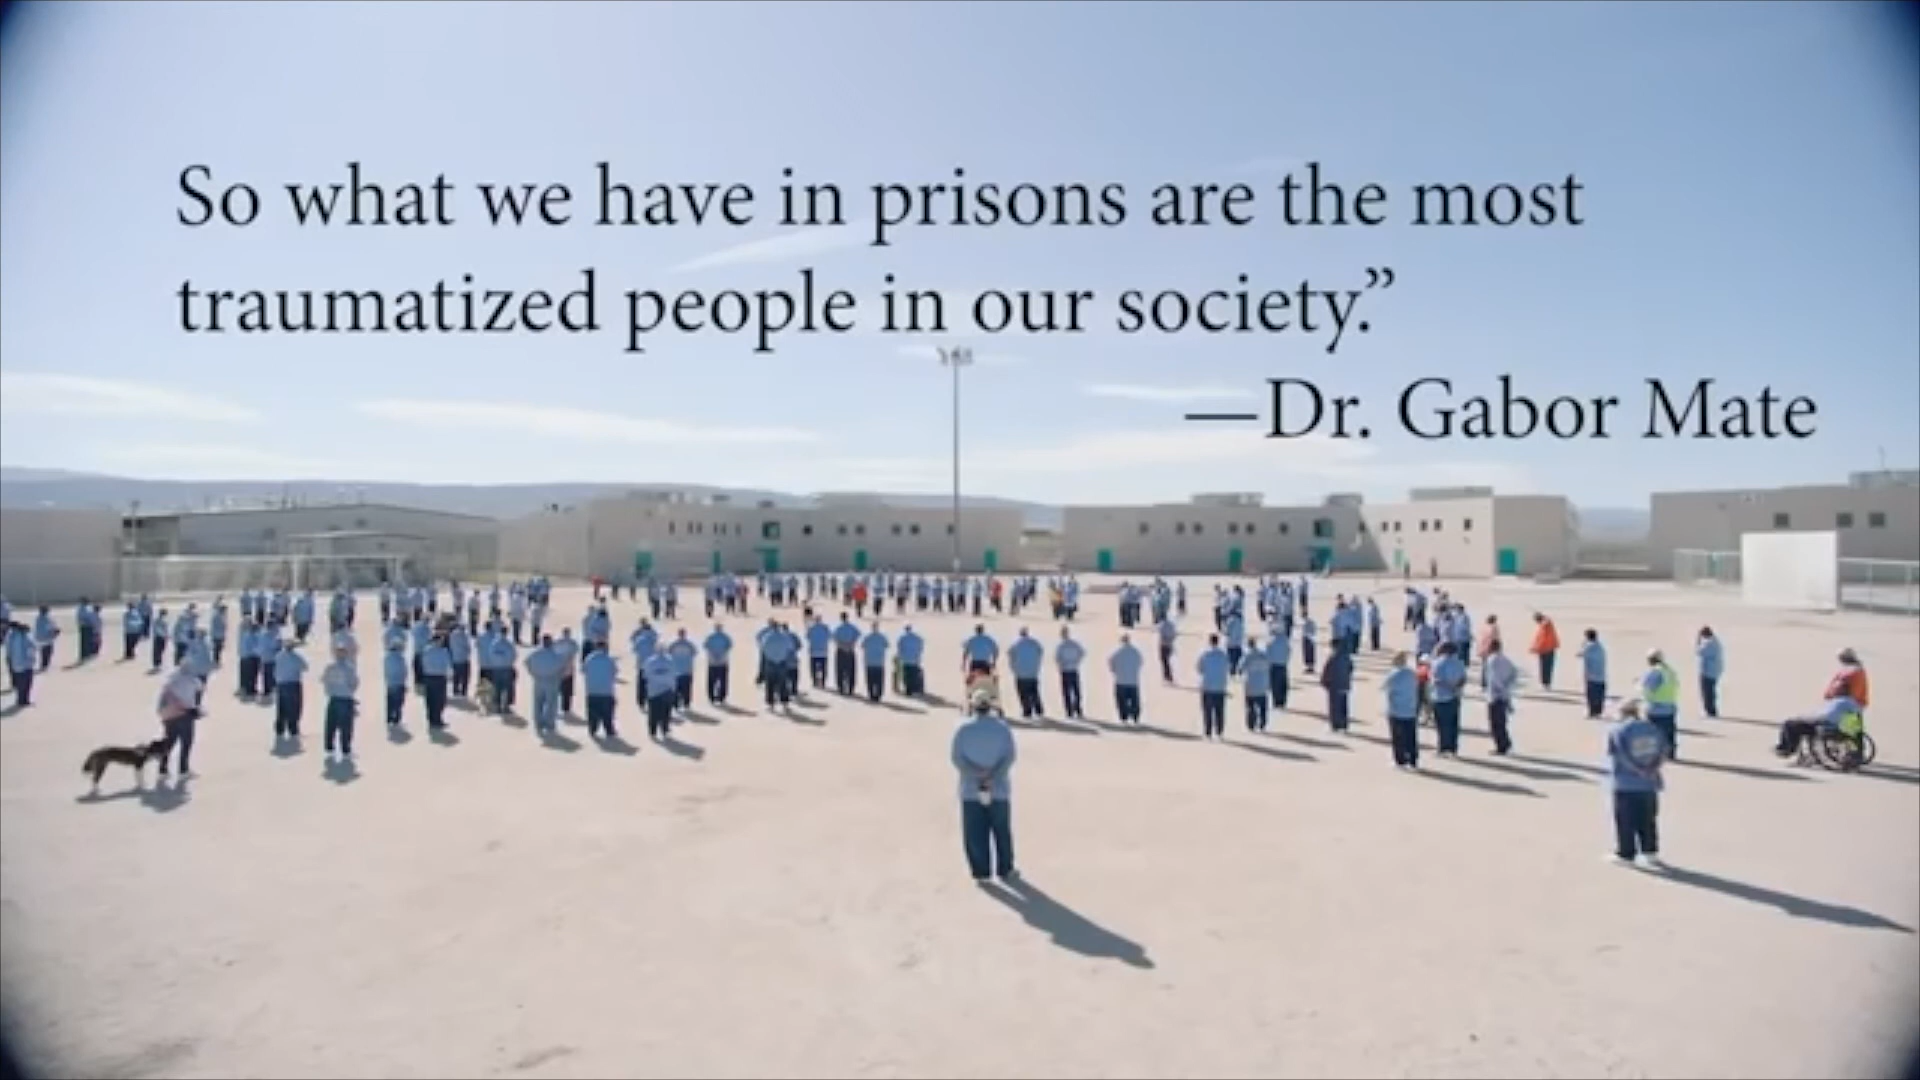 So what we have in prisons are the most
traumatized people in our society.”
—Dr. Gabor Mate